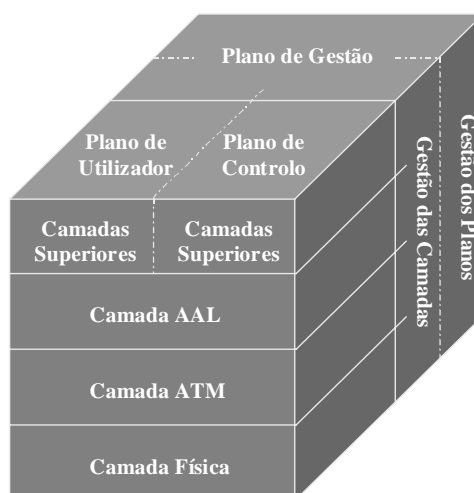 Plano de Gestão
Plano de
Utilizador
Plano de
Controlo
Camadas
Superiores
Camadas
Superiores
Camada AAL
Camada ATM
Camada Física
Gestão das Camadas
Gestão dos Planos